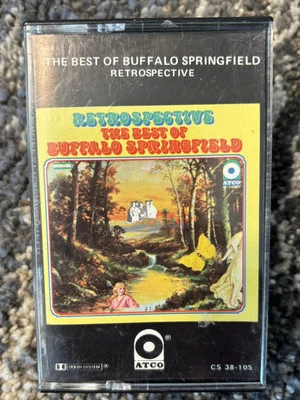 THE BEST OF BUFFALO SPRINGFIELD
RETROSPECTIVE
RETROSPECTIVE
THE BEST OF
BUFFALO SPRINGFIELD
ATCO
ATCO
CS 38-105